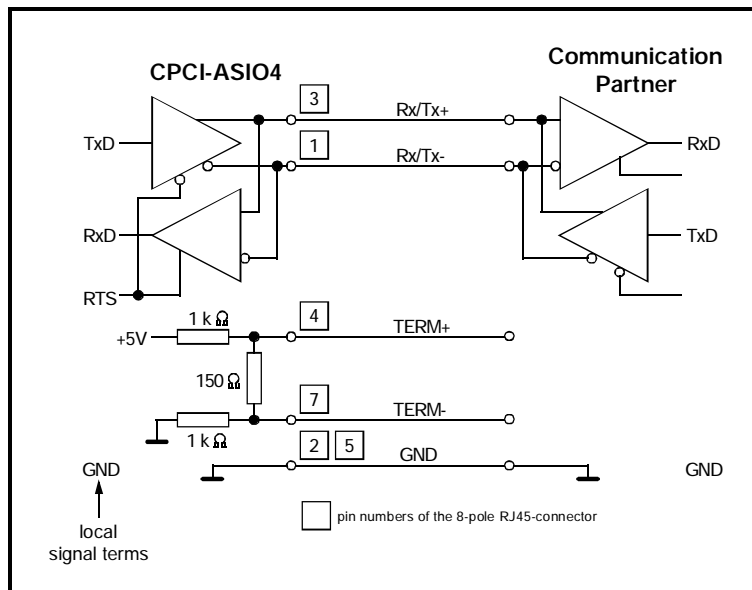 CPCI-ASIO4
Communication
Partner
3
Rx/Tx+
TxD
RxD
1
Rx/Tx-
RxD
TxD
RTS
1 k Ω
4
TERM+
+5V
150 Ω
7
TERM-
1 k Ω
2 5
GND
GND
GND
local
signal terms
pin numbers of the 8-pole RJ45-connector